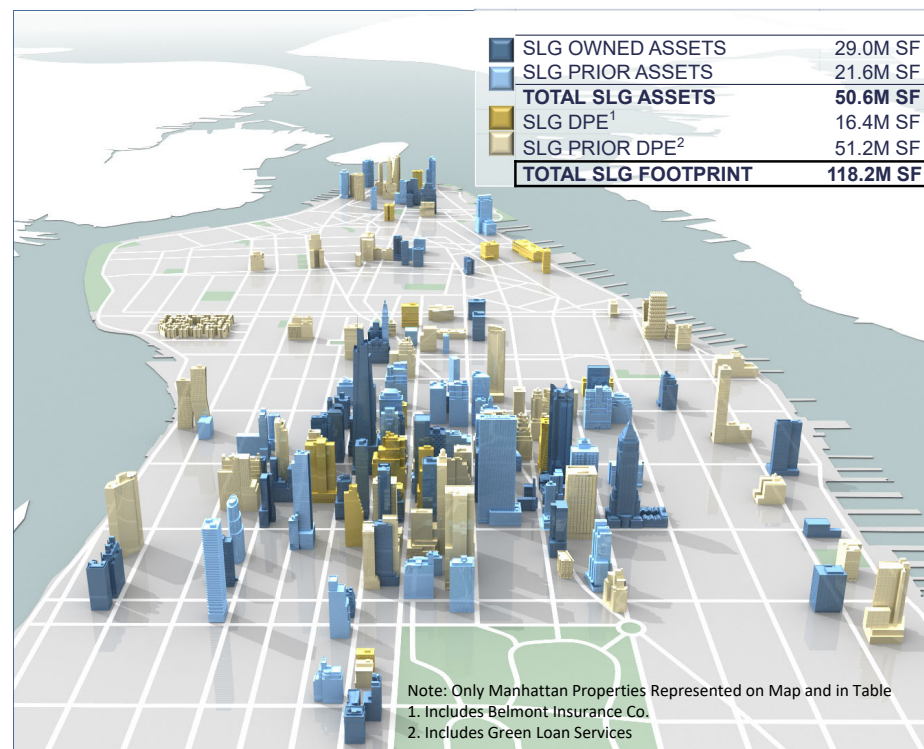 SLG OWNED ASSETS 29.0M SF
SLG PRIOR ASSETS 21.6M SF
TOTAL SLG ASSETS 50.6M SF
SLG DPE¹ 16.4M SF
SLG PRIOR DPE² 51.2M SF
TOTAL SLG FOOTPRINT 118.2M SF
Note: Only Manhattan Properties Represented on Map and in Table
1. Includes Belmont Insurance Co.
2. Includes Green Loan Services